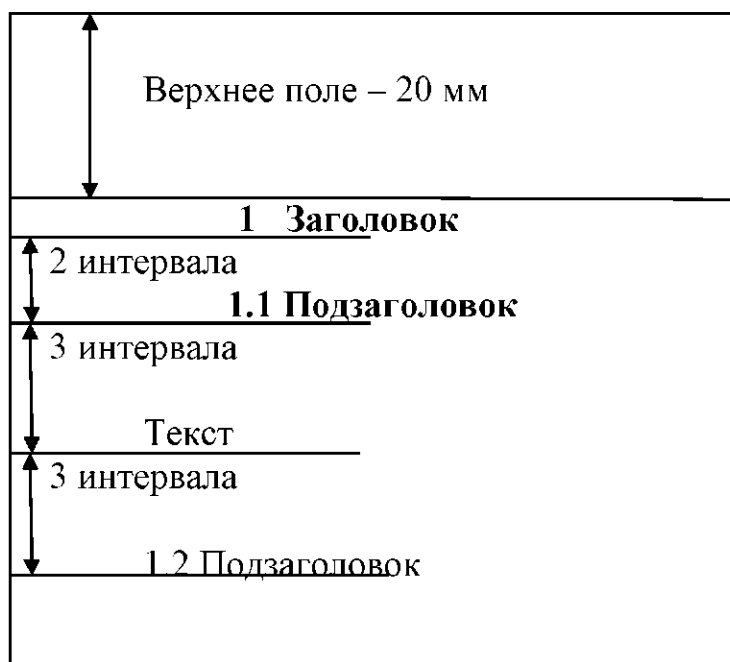 Верхнее поле – 20 мм
1 Заголовок
2 интервала
1.1 Подзаголовок
3 интервала
Текст
3 интервала
1.2 Подзаголовок